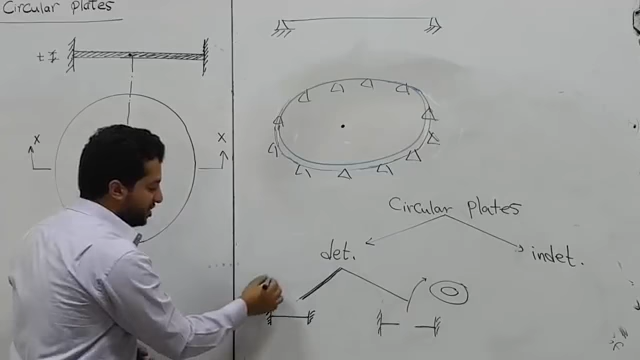 Circular plates
t
X
X
Circular plates
det.
indet.